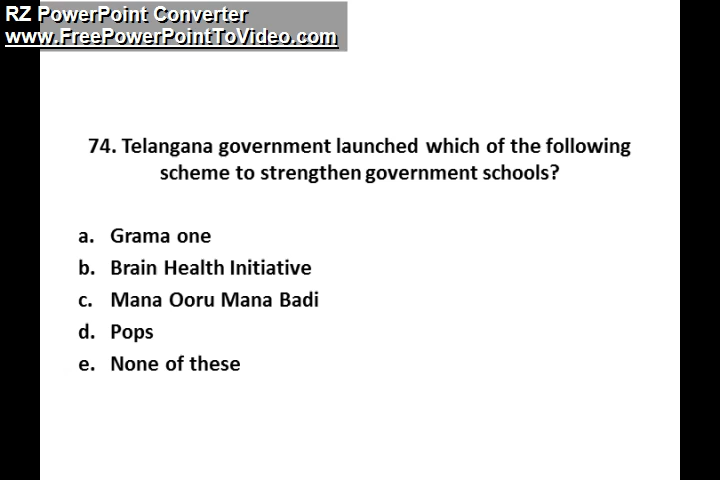 RZ PowerPoint Converter
www.FreePowerPointToVideo.com
74. Telangana government launched which of the following
scheme to strengthen government schools?
a. Grama one
b. Brain Health Initiative
c. Mana Ooru Mana Badi
d. Pops
e. None of these